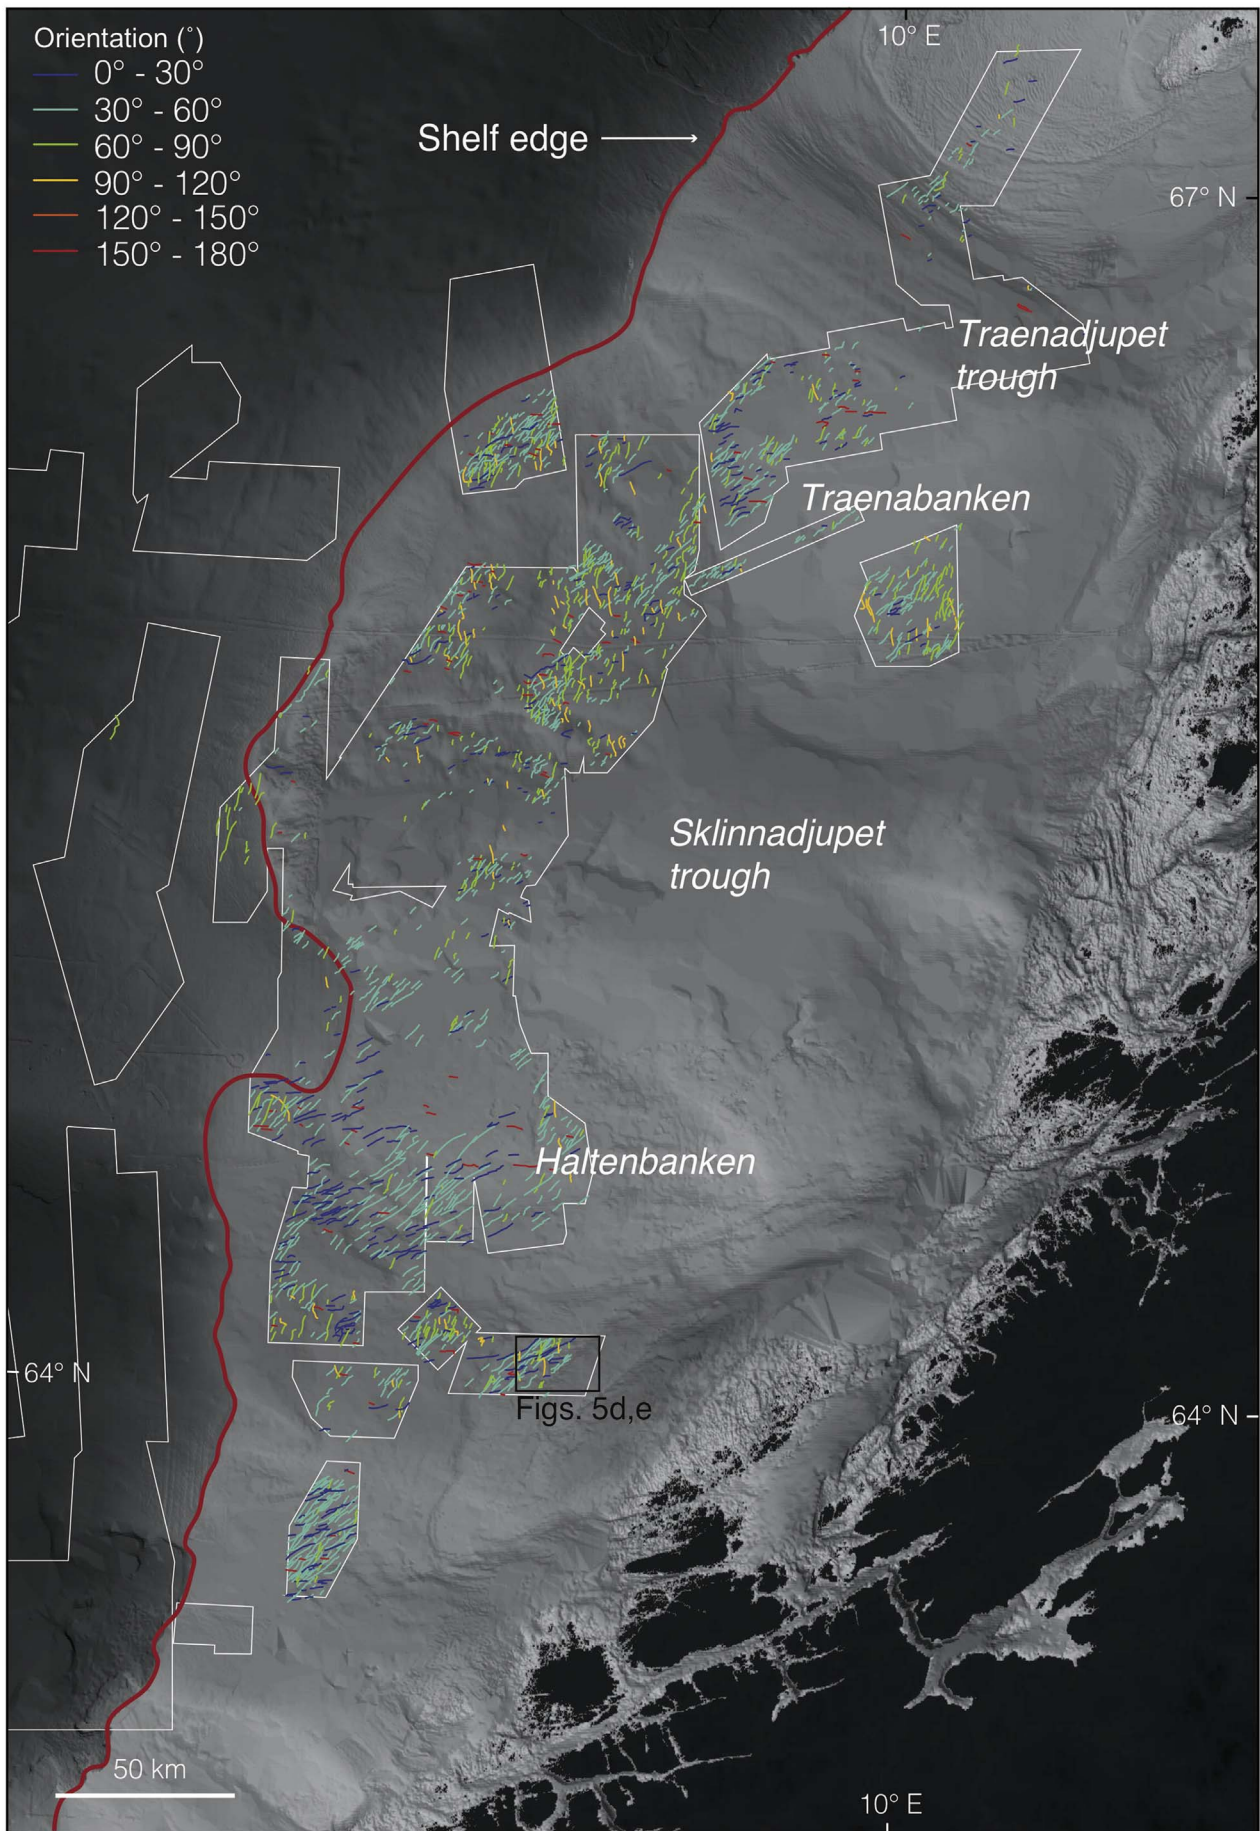 Orientation (°)
0° - 30°
30° - 60°
60° - 90°
90° - 120°
120° - 150°
150° - 180°
10° E
Shelf edge
67° N
Traenadjupet
trough
Traenabanken
Sklinnadjupet
trough
Haltenbanken
64° N
Figs. 5d,e
64° N
50 km
10° E